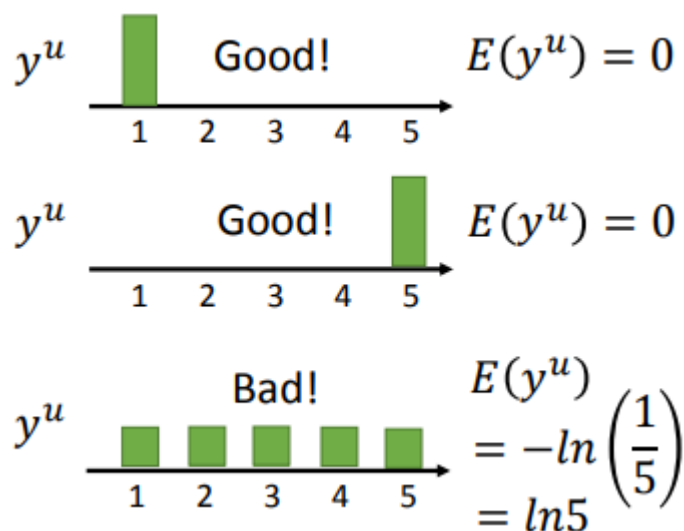 y^u Good! E(y^u) = 0
1 2 3 4 5
y^u Good! E(y^u) = 0
1 2 3 4 5
Bad! E(y^u)
y^u = −ln(1/5)
1 2 3 4 5 = ln5